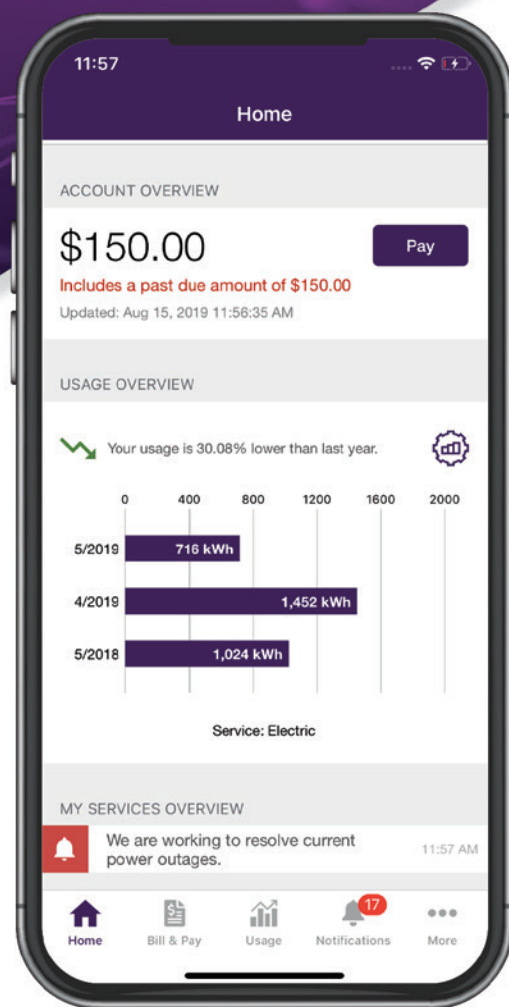 11:57
Home
ACCOUNT OVERVIEW
$150.00
Pay
Includes a past due amount of $150.00
Updated: Aug 15, 2019 11:56:35 AM
USAGE OVERVIEW
Your usage is 30.08% lower than last year.
0 400 800 1200 1600 2000
5/2019 716 kWh
4/2019 1,452 kWh
5/2018 1,024 kWh
Service: Electric
MY SERVICES OVERVIEW
We are working to resolve current
power outages.
11:57 AM
17
Home Bill & Pay Usage Notifications More